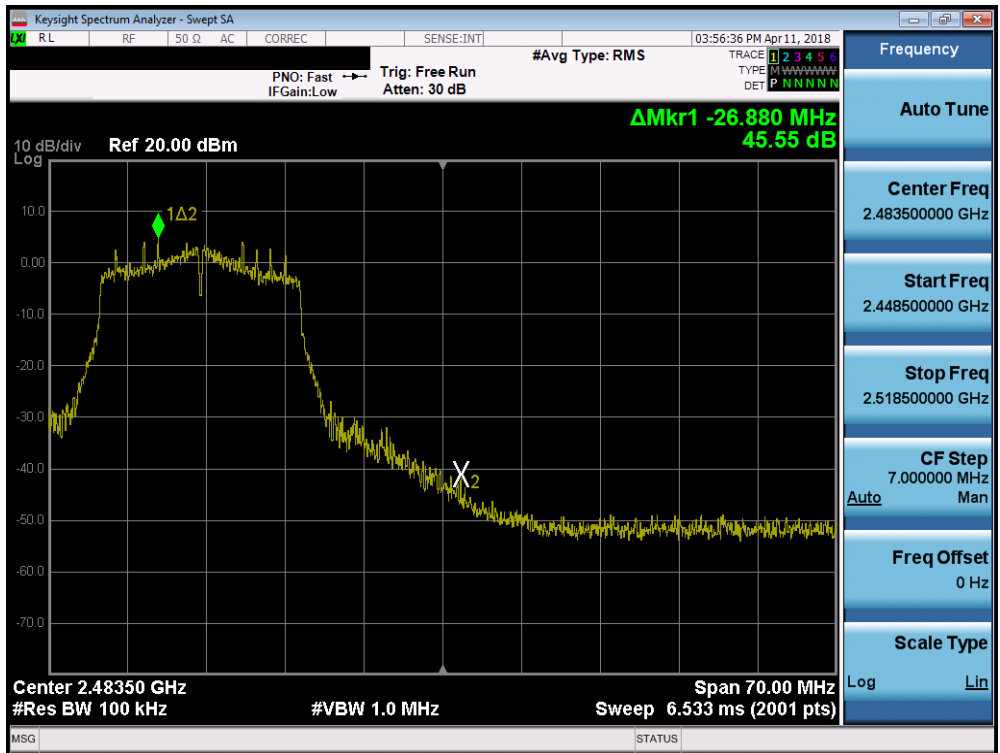 Keysight Spectrum Analyzer - Swept SA
LXI RL RF 50 Ω AC CORREC SENSE:INT 03:56:36 PM Apr 11, 2018
#Avg Type: RMS TRACE 1 2 3 4 5 6
PNO: Fast Trig: Free Run TYPE M WWWWW
IFGain:Low Atten: 30 dB DET P N N N N N
ΔMkr1 -26.880 MHz
45.55 dB
10 dB/div Ref 20.00 dBm
Log
10.0
1Δ2
0.00
-10.0
-20.0
-30.0
-40.0
X2
-50.0
-60.0
-70.0
Center 2.48350 GHz Span 70.00 MHz
#Res BW 100 kHz #VBW 1.0 MHz Sweep 6.533 ms (2001 pts)
MSG STATUS
Frequency
Auto Tune
Center Freq
2.483500000 GHz
Start Freq
2.448500000 GHz
Stop Freq
2.518500000 GHz
CF Step
7.000000 MHz
Auto Man
Freq Offset
0 Hz
Scale Type
Log Lin